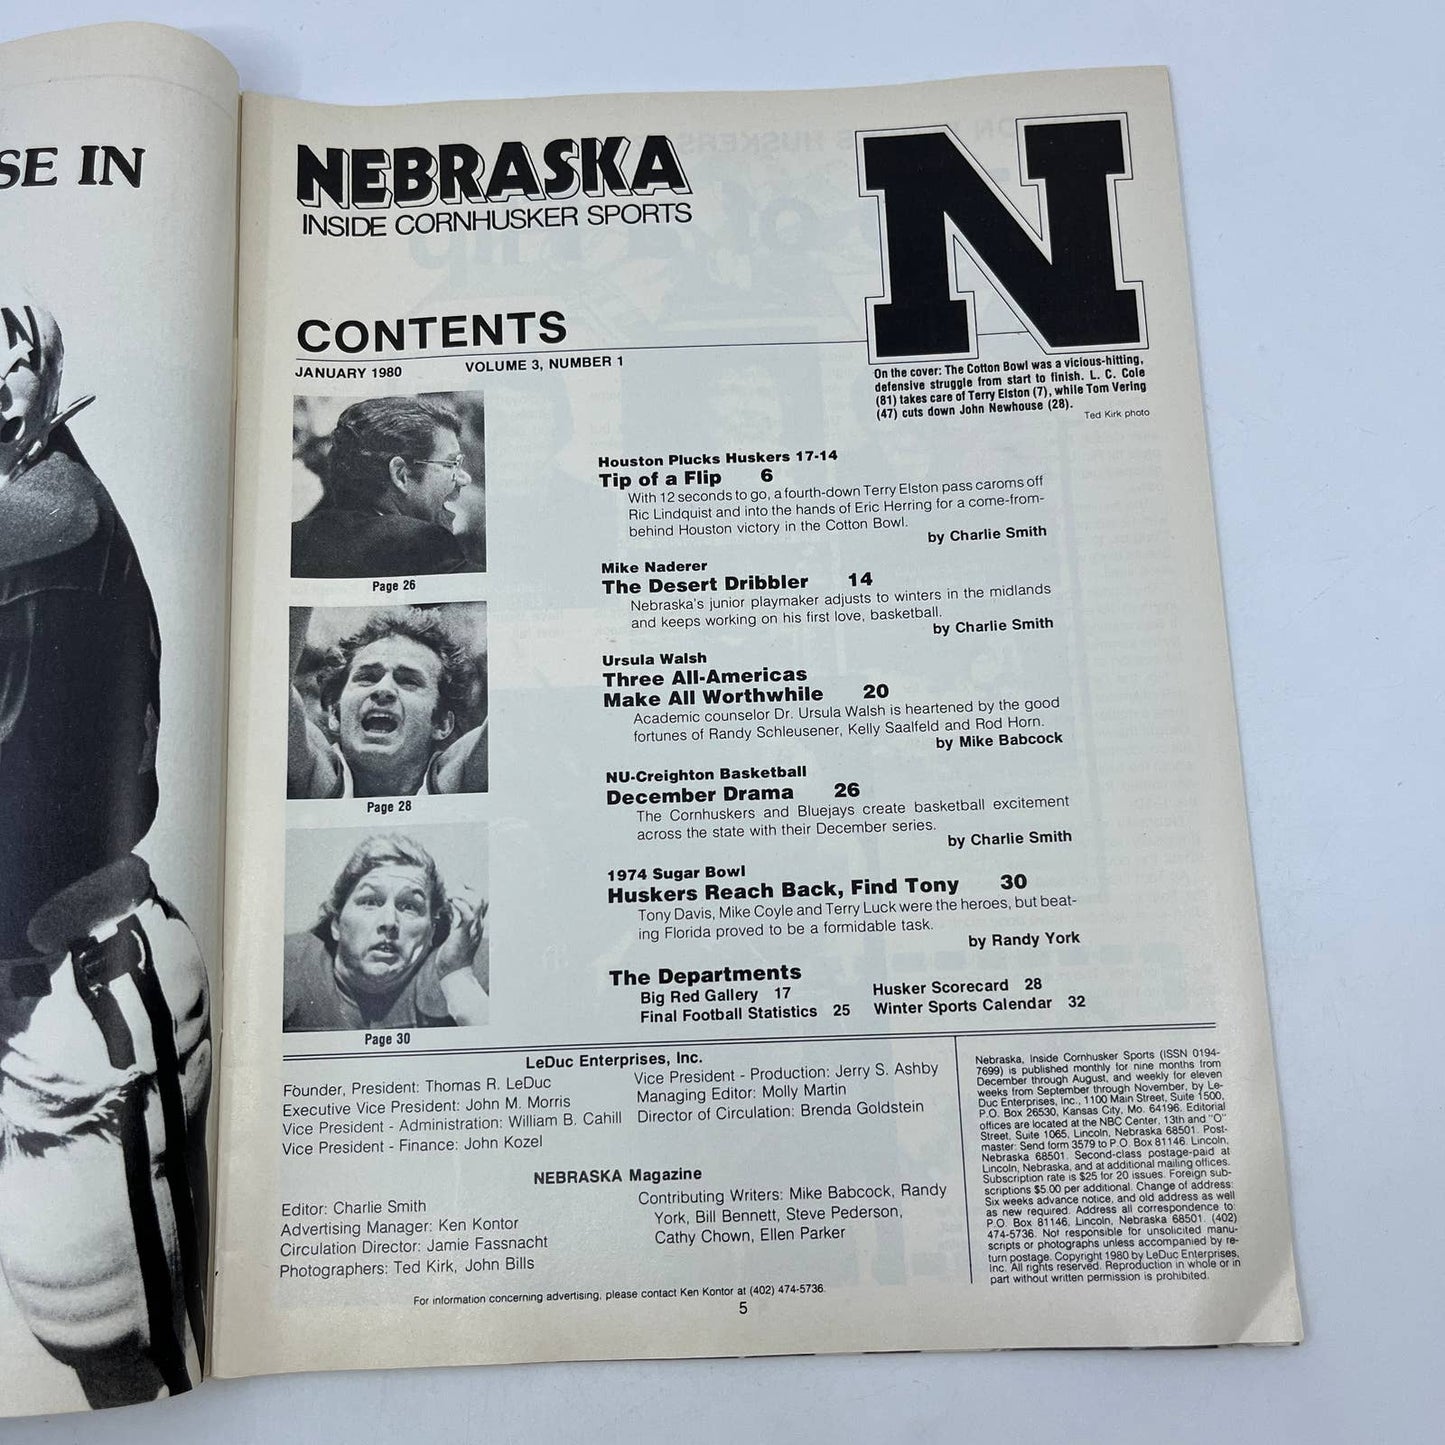 SE IN
NEBRASKA
INSIDE CORNHUSKER SPORTS
N
CONTENTS
JANUARY 1980 VOLUME 3, NUMBER 1
On the cover: The Cotton Bowl was a vicious-hitting,
defensive struggle from start to finish. L. C. Cole
(81) takes care of Terry Elston (7), while Tom Vering
(47) cuts down John Newhouse (28).
Ted Kirk photo
Page 26
Page 28
Page 30
Houston Plucks Huskers 17-14
Tip of a Flip 6
With 12 seconds to go, a fourth-down Terry Elston pass caroms off
Ric Lindquist and into the hands of Eric Herring for a come-from-
behind Houston victory in the Cotton Bowl.
by Charlie Smith
Mike Naderer
The Desert Dribbler 14
Nebraska's junior playmaker adjusts to winters in the midlands
and keeps working on his first love, basketball.
by Charlie Smith
Ursula Walsh
Three All-Americas
Make All Worthwhile 20
Academic counselor Dr. Ursula Walsh is heartened by the good
fortunes of Randy Schleusener, Kelly Saalfeld and Rod Horn.
by Mike Babcock
NU-Creighton Basketball
December Drama 26
The Cornhuskers and Bluejays create basketball excitement
across the state with their December series.
by Charlie Smith
1974 Sugar Bowl
Huskers Reach Back, Find Tony 30
Tony Davis, Mike Coyle and Terry Luck were the heroes, but beat-
ing Florida proved to be a formidable task.
by Randy York
The Departments
Big Red Gallery 17
Final Football Statistics 25
Husker Scorecard 28
Winter Sports Calendar 32
LeDuc Enterprises, Inc.
Founder, President: Thomas R. LeDuc
Executive Vice President: John M. Morris
Vice President - Administration: William B. Cahill
Vice President - Finance: John Kozel
Vice President - Production: Jerry S. Ashby
Managing Editor: Molly Martin
Director of Circulation: Brenda Goldstein
NEBRASKA Magazine
Editor: Charlie Smith
Advertising Manager: Ken Kontor
Circulation Director: Jamie Fassnacht
Photographers: Ted Kirk, John Bills
Contributing Writers: Mike Babcock, Randy
York, Bill Bennett, Steve Pederson,
Cathy Chown, Ellen Parker
Nebraska, Inside Cornhusker Sports (ISSN 0194-
7699) is published monthly for nine months from
December through August, and weekly for eleven
weeks from September through November, by Le-
Duc Enterprises, Inc., 1100 Main Street, Suite 1500,
P.O. Box 26530, Kansas City, Mo. 64196. Editorial
offices are located at the NBC Center, 13th and "O"
Street, Suite 1065, Lincoln, Nebraska 68501. Post-
master: Send form 3579 to P.O. Box 81146, Lincoln,
Nebraska 68501. Second-class postage-paid at
Lincoln, Nebraska, and at additional mailing offices.
Subscription rate is $25 for 20 issues. Foreign sub-
scriptions $5.00 per additional. Change of address:
Six weeks advance notice, and old address as well
as new required. Address all correspondence to:
P.O. Box 81146, Lincoln, Nebraska 68501. (402)
474-5736. Not responsible for unsolicited manu-
scripts or photographs unless accompanied by re-
turn postage. Copyright 1980 by LeDuc Enterprises,
Inc. All rights reserved. Reproduction in whole or in
part without written permission is prohibited.
For information concerning advertising, please contact Ken Kontor at (402) 474-5736.
5